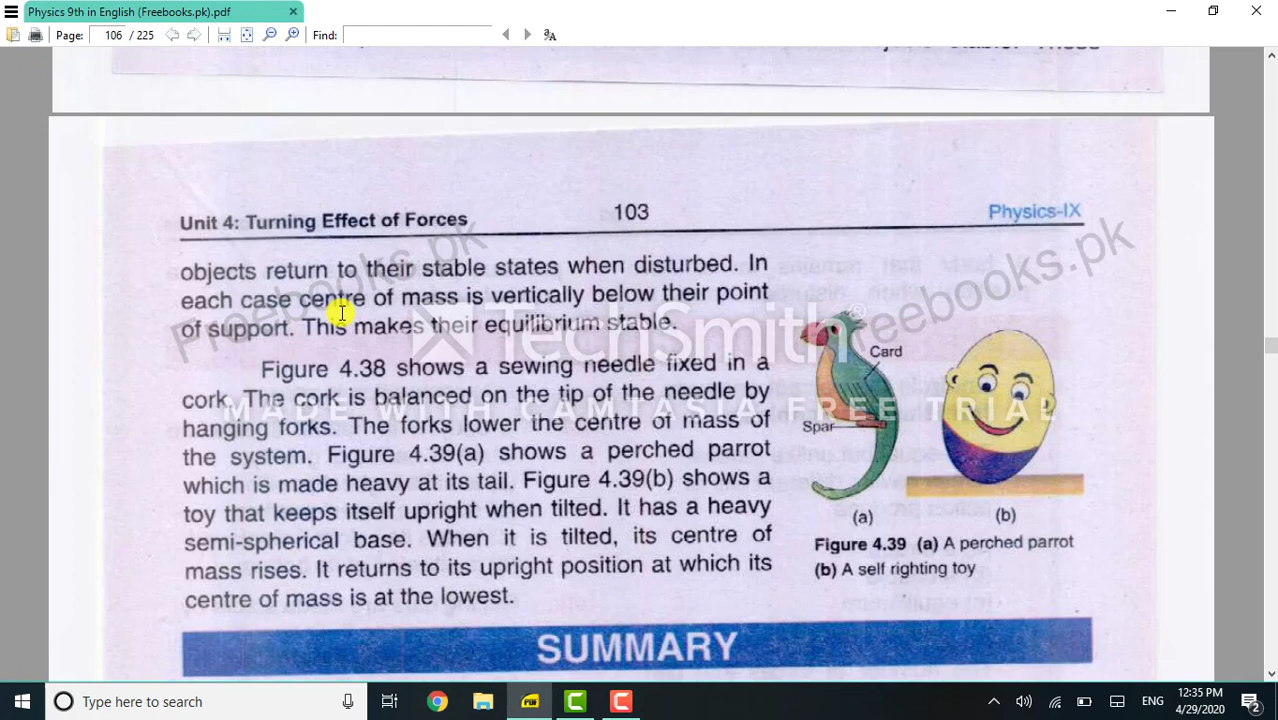 Physics 9th in English (Freebooks.pk).pdf
Page: 106 / 225 Find:
Unit 4: Turning Effect of Forces 103 Physics-IX
objects return to their stable states when disturbed. In
each case centre of mass is vertically below their point
of support. This makes their equilibrium stable.
Figure 4.38 shows a sewing needle fixed in a
cork. The cork is balanced on the tip of the needle by
hanging forks. The forks lower the centre of mass of
the system. Figure 4.39(a) shows a perched parrot
which is made heavy at its tail. Figure 4.39(b) shows a
toy that keeps itself upright when tilted. It has a heavy
semi-spherical base. When it is tilted, its centre of
mass rises. It returns to its upright position at which its
centre of mass is at the lowest.
Card
Spar
(a) (b)
Figure 4.39 (a) A perched parrot
(b) A self righting toy
SUMMARY
Freebooks.pk
Freebooks.pk
TechSmith®
MADE WITH CAMTASIA FREE TRIAL
Type here to search
ENG
12:35 PM
4/29/2020
2